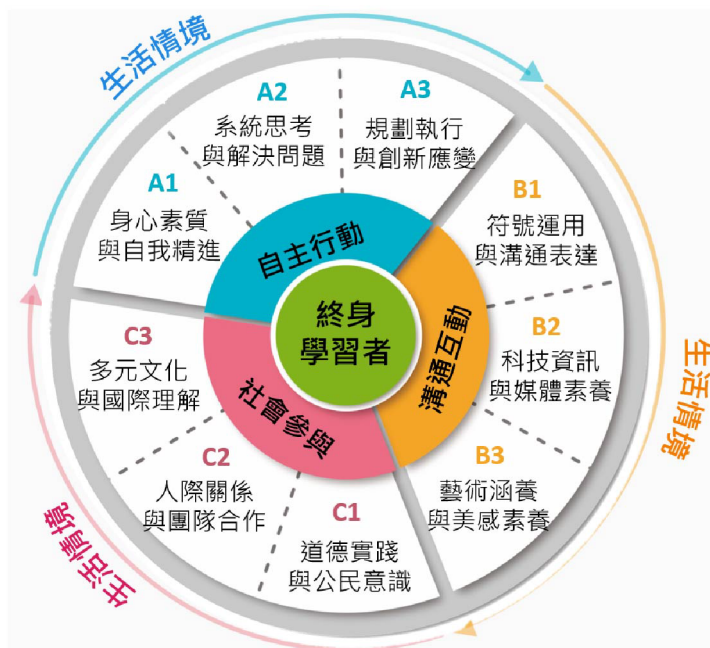 生活情境
A1
身心素質
與自我精進
A2
系統思考
與解決問題
A3
規劃執行
與創新應變
B1
符號運用
與溝通表達
B2
科技資訊
與媒體素養
B3
藝術涵養
與美感素養
生活情境
C1
道德實踐
與公民意識
C2
人際關係
與團隊合作
C3
多元文化
與國際理解
生活情境
自主行動
溝通互動
社會參與
終身
學習者